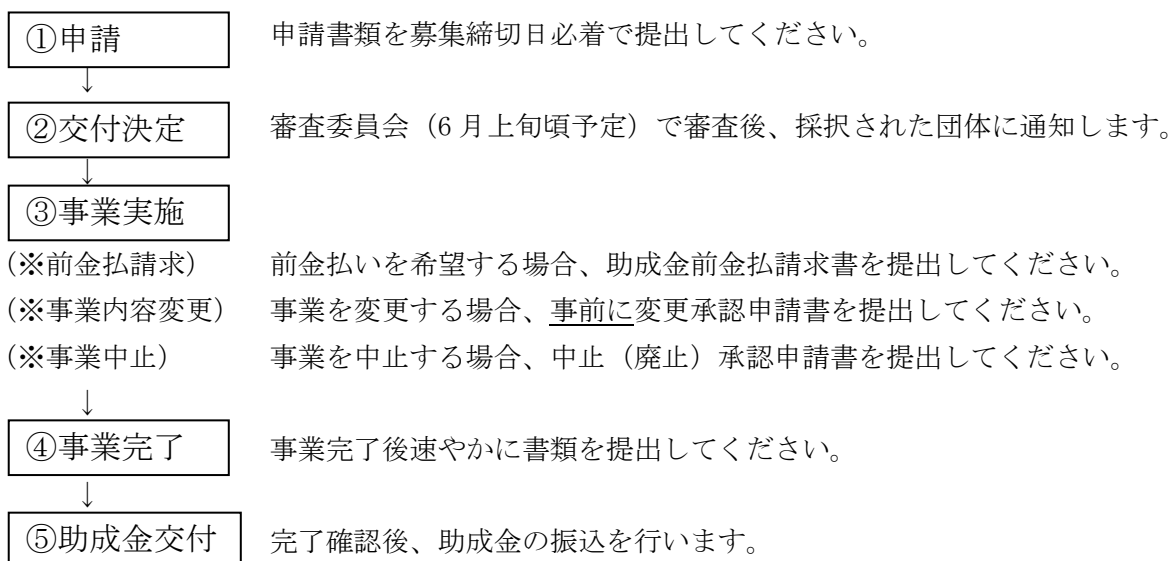 ①申請 申請書類を募集締切日必着で提出してください。
↓
②交付決定 審査委員会（6月上旬頃予定）で審査後、採択された団体に通知します。
↓
③事業実施
(※前金払請求) 前金払いを希望する場合、助成金前金払請求書を提出してください。
(※事業内容変更) 事業を変更する場合、事前に変更承認申請書を提出してください。
(※事業中止) 事業を中止する場合、中止（廃止）承認申請書を提出してください。
↓
④事業完了 事業完了後速やかに書類を提出してください。
↓
⑤助成金交付 完了確認後、助成金の振込を行います。